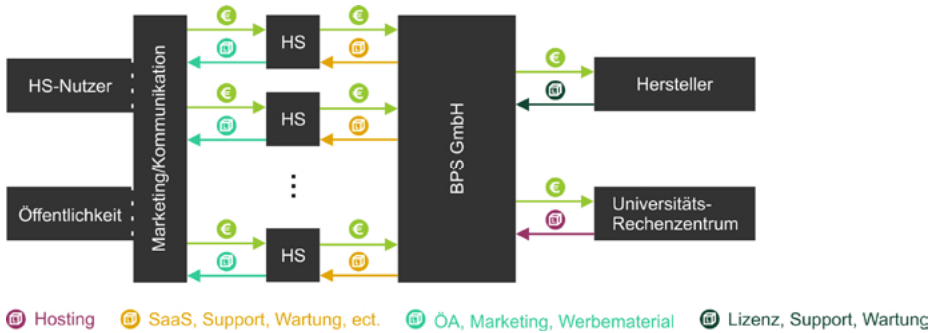 €
€
HS
HS-Nutzer
Marketing/Kommunikation
€
€
HS
BPS GmbH
€
Hersteller
Öffentlichkeit
€
€
HS
€
Universitäts-
Rechenzentrum
Hosting
SaaS, Support, Wartung, ect.
ÖA, Marketing, Werbematerial
Lizenz, Support, Wartung